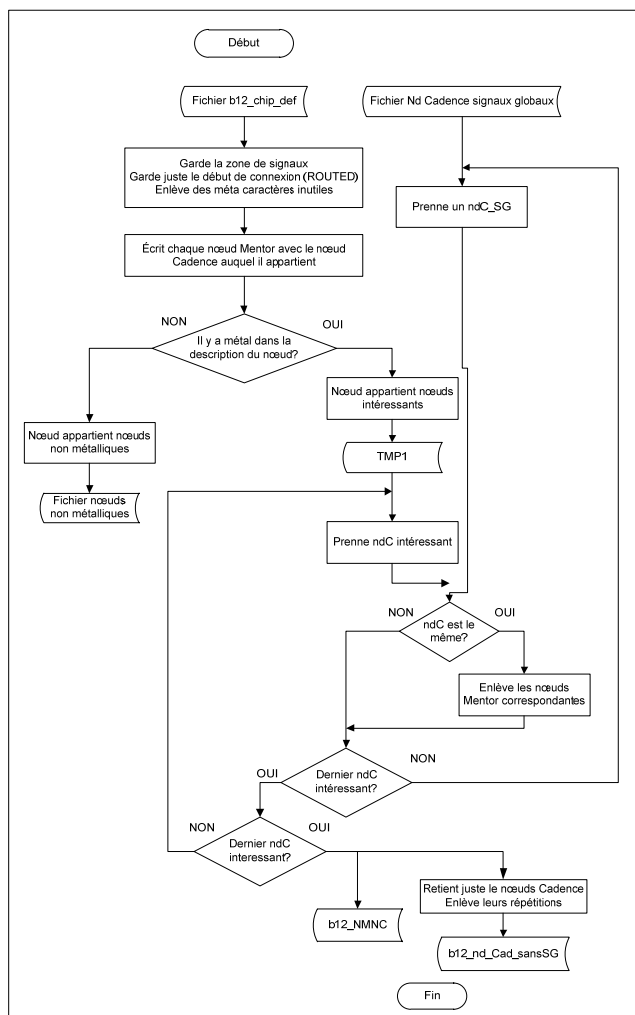 Début
Fichier b12_chip_def
Fichier Nd Cadence signaux globaux
Garde la zone de signaux
Garde juste le début de connexion (ROUTED)
Enlève des méta caractères inutiles
Prenne un ndC_SG
Écrit chaque nœud Mentor avec le nœud
Cadence auquel il appartient
NON
OUI
Il y a métal dans la
description du nœud?
Nœud appartient nœuds
intéressants
Nœud appartient nœuds
non métalliques
TMP1
Fichier nœuds
non métalliques
Prenne ndC intéressant
NON
OUI
ndC est le
même?
Enlève les nœuds
Mentor correspondantes
OUI
NON
Dernier ndC
intéressant?
NON
OUI
Dernier ndC
interessant?
Retient juste le nœuds Cadence
Enlève leurs répétitions
b12_NMNC
b12_nd_Cad_sansSG
Fin